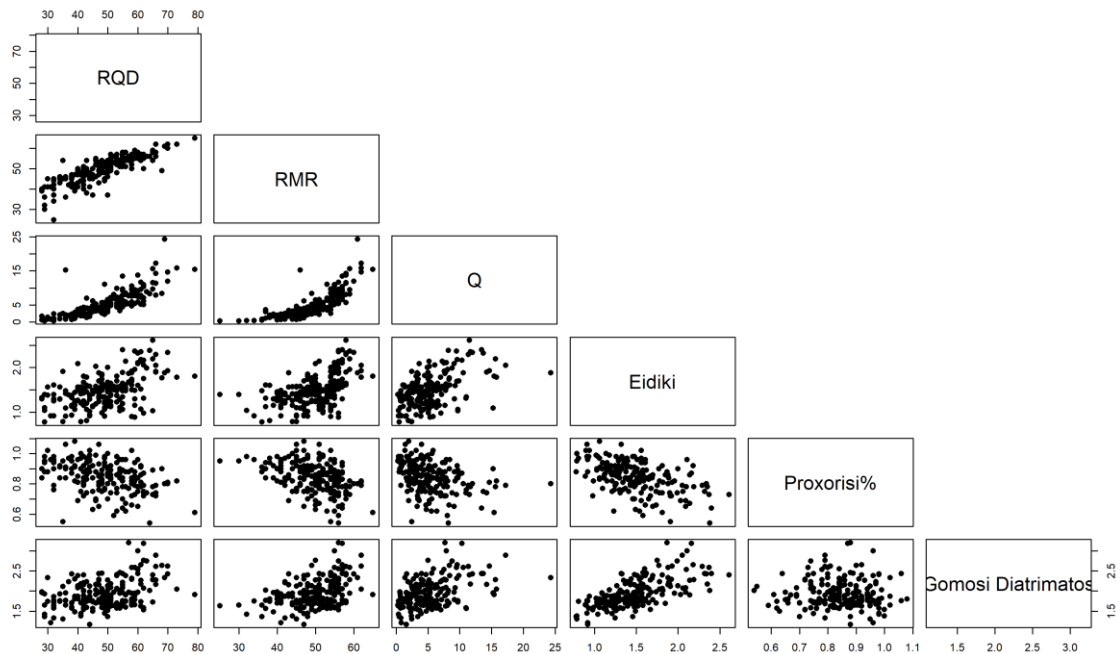 30 40 50 60 70 80
30 50 70
RQD
30 50
RMR
0 5 15 25
Q
1.0 2.0
Eidiki
0.6 0.8 1.0
Proxorisi%
1.5 2.5
Gomosi Diatrimatos
1.5 2.5
30 40 50 60 70 80
30 40 50 60
0 5 10 15 20 25
1.0 1.5 2.0 2.5
0.6 0.7 0.8 0.9 1.0 1.1
1.5 2.0 2.5 3.0